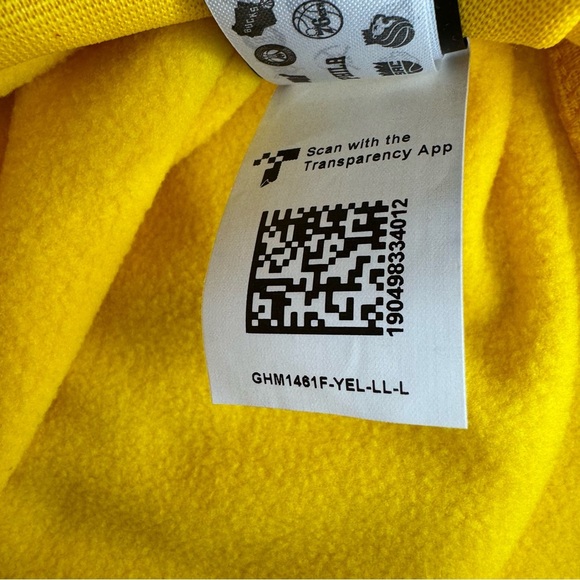 Scan with the
Transparency App
190498334012
GHM1461F-YEL-LL-L